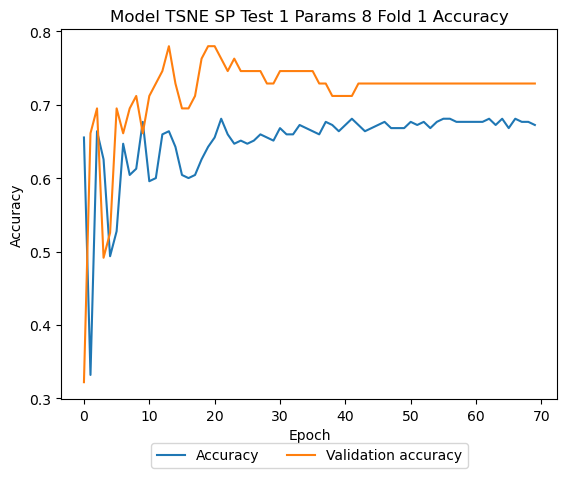 Model TSNE SP Test 1 Params 8 Fold 1 Accuracy
0.8
0.7
0.6
0.5
0.4
0.3
Accuracy
0 10 20 30 40 50 60 70
Epoch
Accuracy Validation accuracy